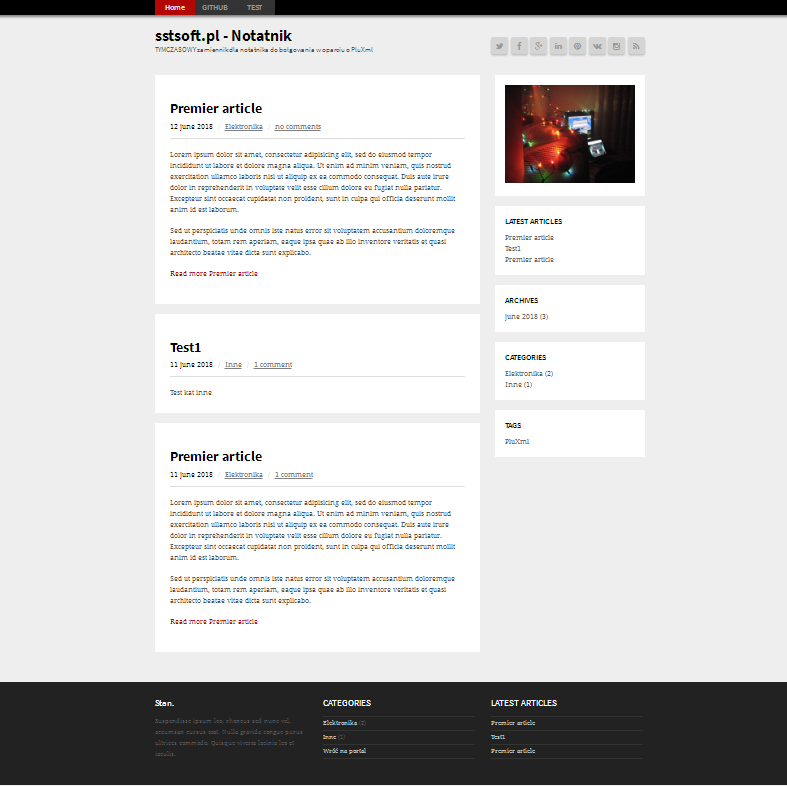 Home GITHUB TEST
sstsoft.pl - Notatnik
TYMCZASOWY zamiennik dla notatnika do bolgowania w oparciu o PluXml
Premier article
12 june 2018 / Elektronika / no comments
Lorem ipsum dolor sit amet, consectetur adipisicing elit, sed do eiusmod tempor
incididunt ut labore et dolore magna aliqua. Ut enim ad minim veniam, quis nostrud
exercitation ullamco laboris nisi ut aliquip ex ea commodo consequat. Duis aute irure
dolor in reprehenderit in voluptate velit esse cillum dolore eu fugiat nulla pariatur.
Excepteur sint occaecat cupidatat non proident, sunt in culpa qui officia deserunt mollit
anim id est laborum.
Sed ut perspiciatis unde omnis iste natus error sit voluptatem accusantium doloremque
laudantium, totam rem aperiam, eaque ipsa quae ab illo inventore veritatis et quasi
architecto beatae vitae dicta sunt explicabo.
Read more Premier article
Test1
11 june 2018 / Inne / 1 comment
Test kat inne
Premier article
11 june 2018 / Elektronika / 1 comment
Lorem ipsum dolor sit amet, consectetur adipisicing elit, sed do eiusmod tempor
incididunt ut labore et dolore magna aliqua. Ut enim ad minim veniam, quis nostrud
exercitation ullamco laboris nisi ut aliquip ex ea commodo consequat. Duis aute irure
dolor in reprehenderit in voluptate velit esse cillum dolore eu fugiat nulla pariatur.
Excepteur sint occaecat cupidatat non proident, sunt in culpa qui officia deserunt mollit
anim id est laborum.
Sed ut perspiciatis unde omnis iste natus error sit voluptatem accusantium doloremque
laudantium, totam rem aperiam, eaque ipsa quae ab illo inventore veritatis et quasi
architecto beatae vitae dicta sunt explicabo.
Read more Premier article
LATEST ARTICLES
Premier article
Test1
Premier article
ARCHIVES
june 2018 (3)
CATEGORIES
Elektronika (2)
Inne (1)
TAGS
PluXml
Stan.
Suspendisse ipsum leo, rhoncus sed nunc vel,
accumsan cursus nisl. Nulla gravida congue purus
ultrices commodo. Quisque viverra lacinia leo at
iaculis.
CATEGORIES
Elektronika (2)
Inne (1)
Wróć na portal
LATEST ARTICLES
Premier article
Test1
Premier article